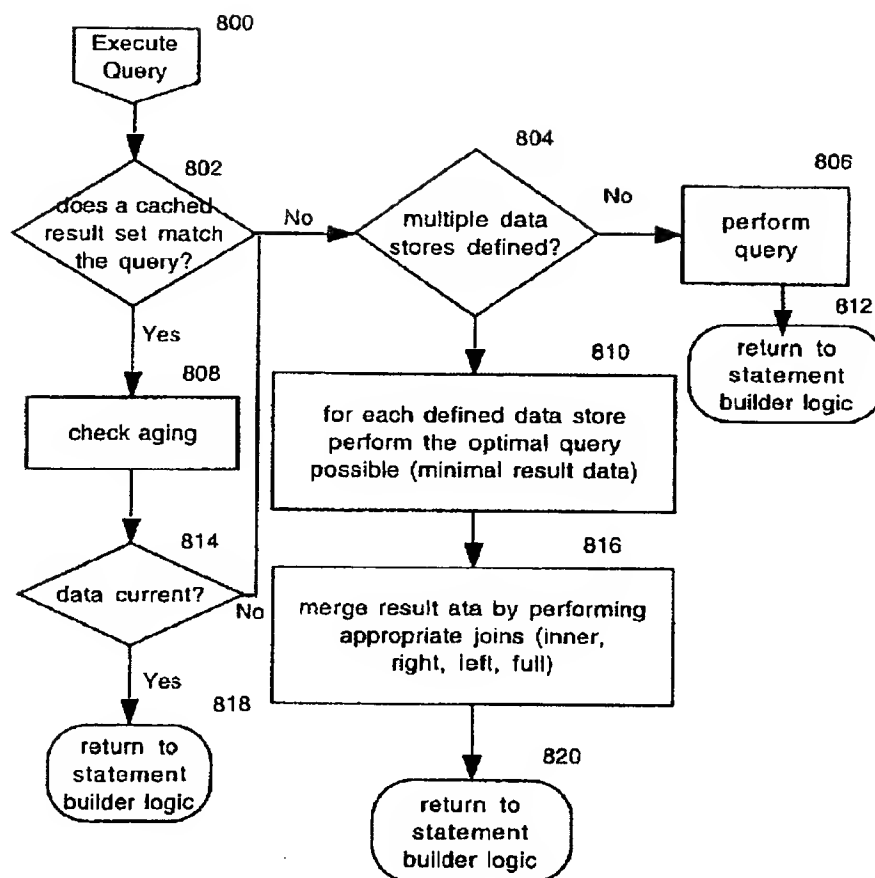 800
Execute
Query
802
does a cached
result set match
the query?
No
Yes
804
multiple data
stores defined?
No
806
perform
query
812
return to
statement
builder logic
808
check aging
810
for each defined data store
perform the optimal query
possible (minimal result data)
814
data current?
No
Yes
816
merge result ata by performing
appropriate joins (inner,
right, left, full)
818
return to
statement
builder logic
820
return to
statement
builder logic